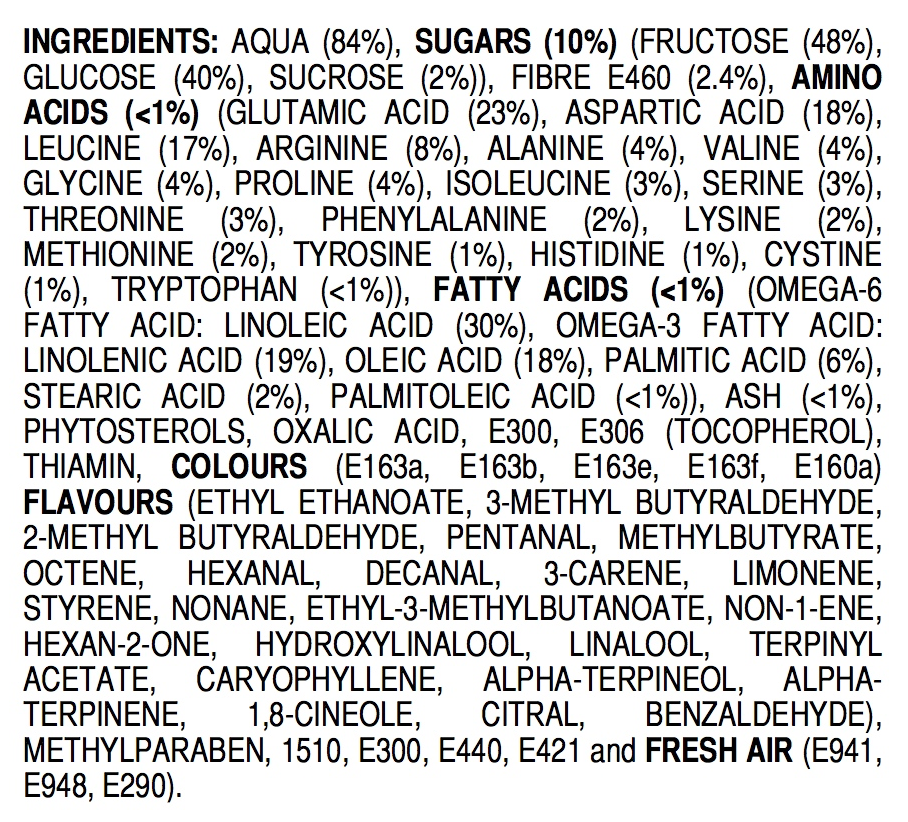 INGREDIENTS: AQUA (84%), SUGARS (10%) (FRUCTOSE (48%),
GLUCOSE (40%), SUCROSE (2%)), FIBRE E460 (2.4%), AMINO
ACIDS (<1%) (GLUTAMIC ACID (23%), ASPARTIC ACID (18%),
LEUCINE (17%), ARGININE (8%), ALANINE (4%), VALINE (4%),
GLYCINE (4%), PROLINE (4%), ISOLEUCINE (3%), SERINE (3%),
THREONINE (3%), PHENYLALANINE (2%), LYSINE (2%),
METHIONINE (2%), TYROSINE (1%), HISTIDINE (1%), CYSTINE
(1%), TRYPTOPHAN (<1%)), FATTY ACIDS (<1%) (OMEGA-6
FATTY ACID: LINOLEIC ACID (30%), OMEGA-3 FATTY ACID:
LINOLENIC ACID (19%), OLEIC ACID (18%), PALMITIC ACID (6%),
STEARIC ACID (2%), PALMITOLEIC ACID (<1%)), ASH (<1%),
PHYTOSTEROLS, OXALIC ACID, E300, E306 (TOCOPHEROL),
THIAMIN, COLOURS (E163a, E163b, E163e, E163f, E160a)
FLAVOURS (ETHYL ETHANOATE, 3-METHYL BUTYRALDEHYDE,
2-METHYL BUTYRALDEHYDE, PENTANAL, METHYLBUTYRATE,
OCTENE, HEXANAL, DECANAL, 3-CARENE, LIMONENE,
STYRENE, NONANE, ETHYL-3-METHYLBUTANOATE, NON-1-ENE,
HEXAN-2-ONE, HYDROXYLINALOOL, LINALOOL, TERPINYL
ACETATE, CARYOPHYLLENE, ALPHA-TERPINEOL, ALPHA-
TERPINENE, 1,8-CINEOLE, CITRAL, BENZALDEHYDE),
METHYLPARABEN, 1510, E300, E440, E421 and FRESH AIR (E941,
E948, E290).